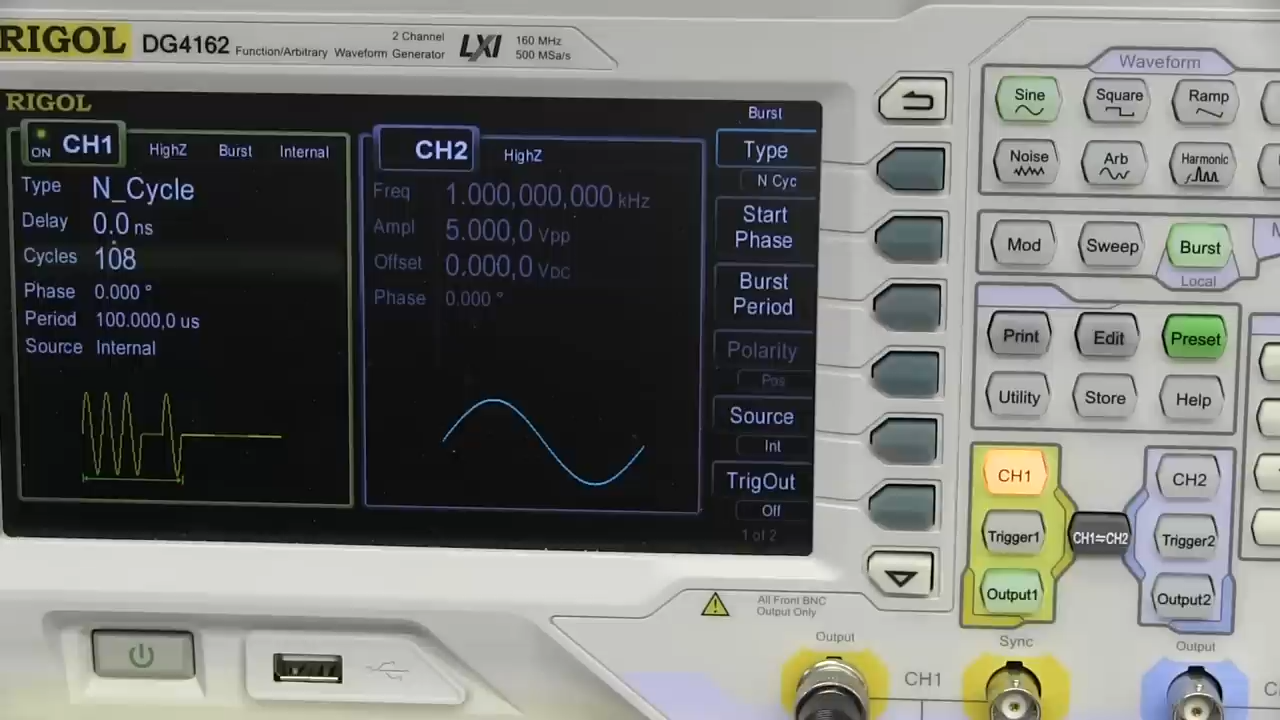 RIGOL DG4162 Function/Arbitrary Waveform Generator
2 Channel
LXI
160 MHz
500 MSa/s
RIGOL
ON CH1 HighZ Burst Internal
Type N_Cycle
Delay 0.0 ns
Cycles 108
Phase 0.000 °
Period 100.000,0 us
Source Internal
CH2 HighZ
Freq 1.000,000,000 kHz
Ampl 5.000,0 Vpp
Offset 0.000,0 VDC
Phase 0.000 °
Burst
Type
N Cyc
Start
Phase
Burst
Period
Polarity
Pos
Source
Int
TrigOut
Off
1 of 2
Waveform
Sine Square Ramp
Noise Arb Harmonic
Mod Sweep Burst
Local
Print Edit Preset
Utility Store Help
CH1 CH2
Trigger1 CH1⇌CH2 Trigger2
Output1 Output2
All Front BNC
Output Only
Output Sync Output
CH1